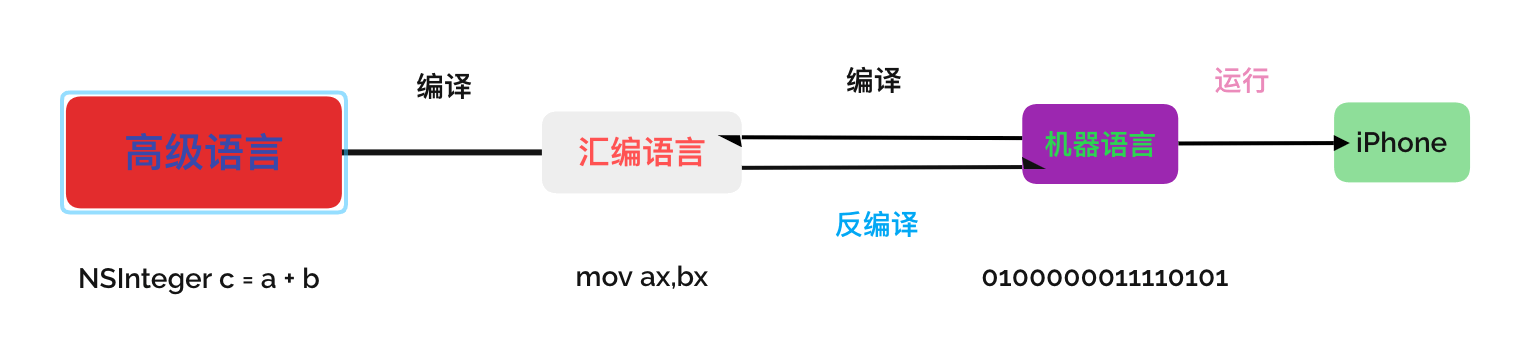 编译
编译
运行
高级语言
汇编语言
机器语言
iPhone
反编译
NSInteger c = a + b
mov ax,bx
0100000011110101